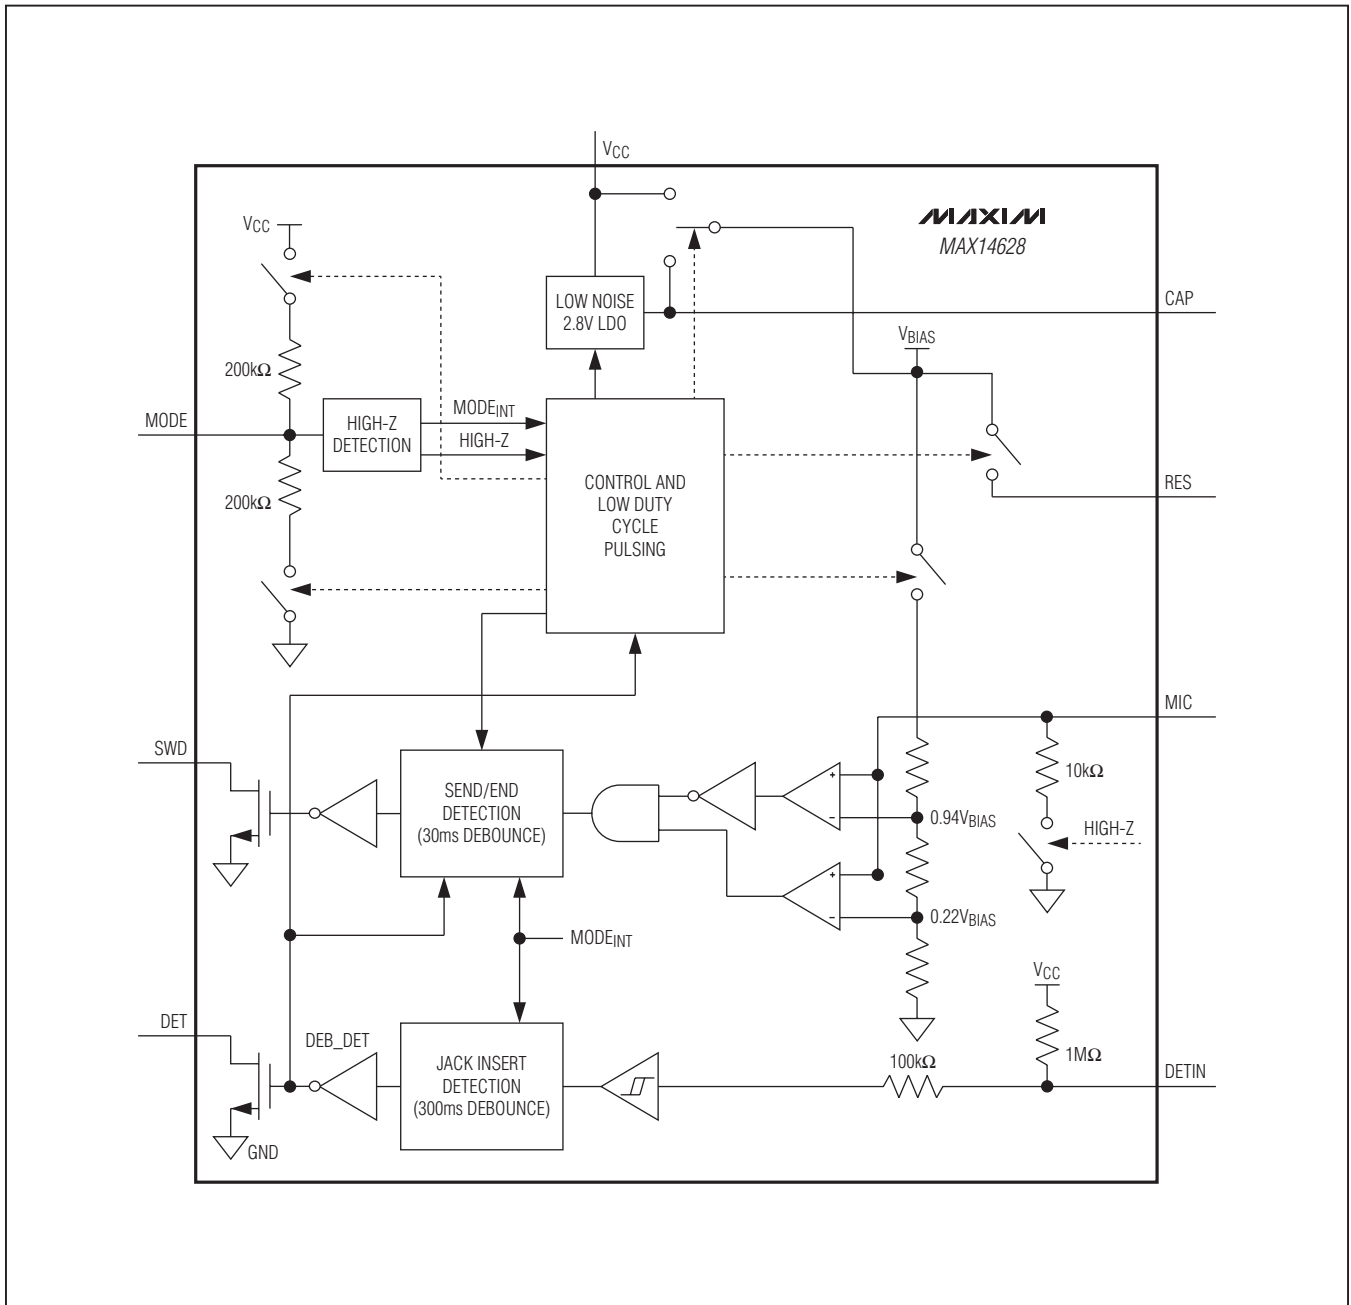 VCC
MAXIM
MAX14628
VCC
LOW NOISE
2.8V LDO
CAP
VBIAS
200kΩ
MODE
HIGH-Z
DETECTION
MODEINT
HIGH-Z
200kΩ
CONTROL AND
LOW DUTY
CYCLE
PULSING
RES
MIC
SWD
SEND/END
DETECTION
(30ms DEBOUNCE)
+
−
0.94VBIAS
10kΩ
HIGH-Z
+
−
0.22VBIAS
MODEINT
VCC
DET
DEB_DET
JACK INSERT
DETECTION
(300ms DEBOUNCE)
100kΩ
1MΩ
DETIN
GND